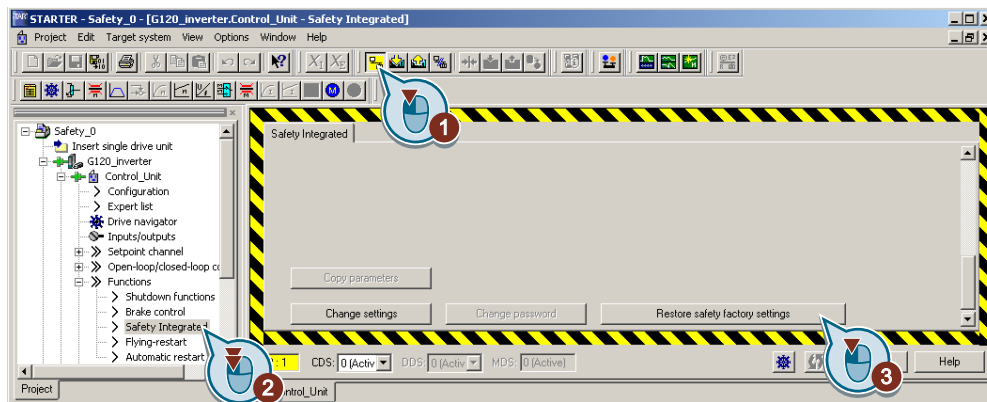 STARTER - Safety_0 - [G120_inverter.Control_Unit - Safety Integrated]
Project Edit Target system View Options Window Help
1
Safety_0
Insert single drive unit
G120_inverter
Control_Unit
Configuration
Expert list
Drive navigator
Inputs/outputs
Setpoint channel
Open-loop/closed-loop co
Functions
Shutdown functions
Brake control
Safety Integrated
Flying-restart
Automatic restart
2
Project
Safety Integrated
Copy parameters
Change settings
Change password
Restore safety factory settings
: 1 CDS: 0 (Activ DDS: 0 (Activ MDS: 0 (Active)
Help
3
ontrol_Unit